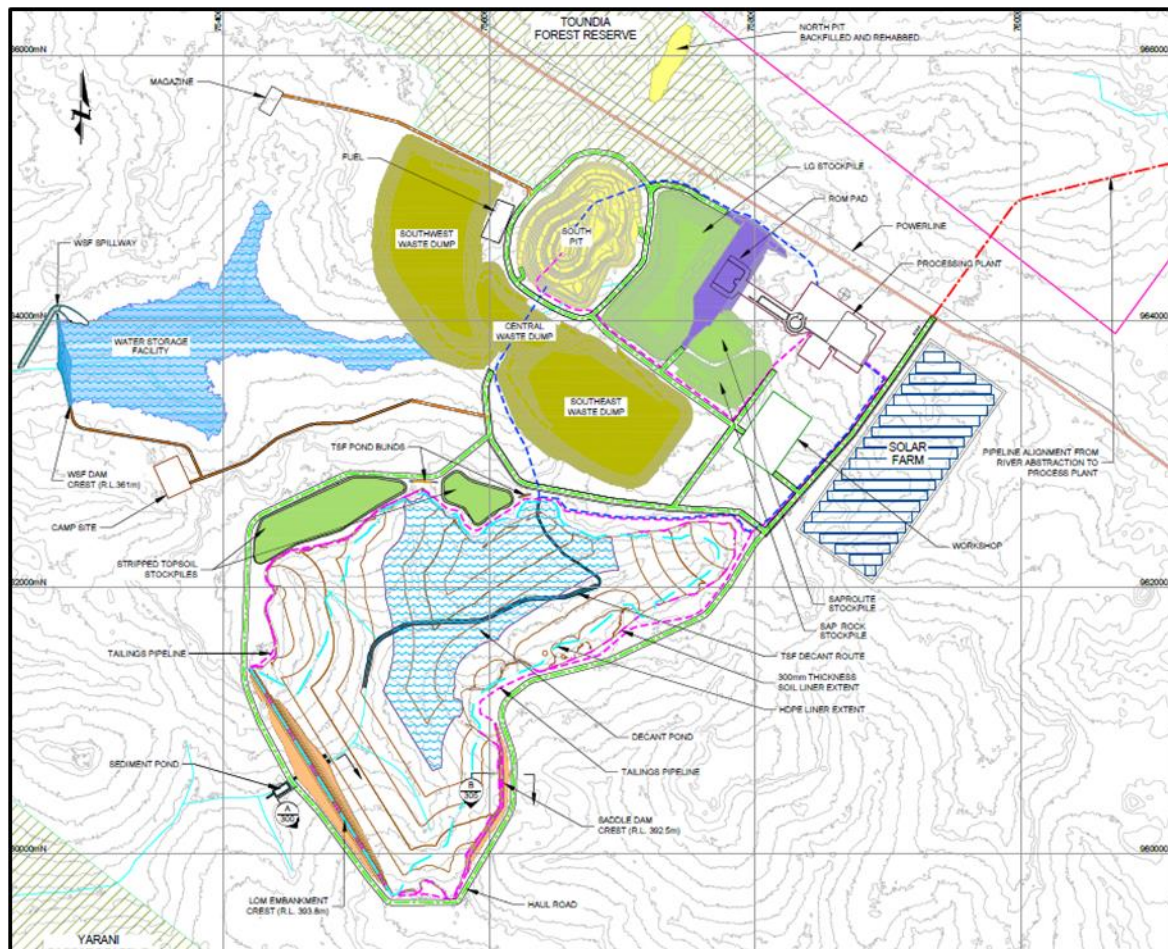 TOUNDIA
FOREST RESERVE
NORTH PIT
BACKFILLED AND REHABBED
MAGAZINE
FUEL
LG STOCKPILE
ROM PAD
POWERLINE
PROCESSING PLANT
WSF SPILLWAY
SOUTHWEST
WASTE DUMP
SOUTH
PIT
WATER STORAGE
FACILITY
CENTRAL
WASTE DUMP
SOUTHEAST
WASTE DUMP
SOLAR
FARM
TSF POND BUNDS
PIPELINE ALIGNMENT FROM
RIVER ABSTRACTION TO
PROCESS PLANT
WSF DAM
CREST (R.L.361m)
CAMP SITE
WORKSHOP
STRIPPED TOPSOIL
STOCKPILES
SAPROLITE
STOCKPILE
SAP ROCK
STOCKPILE
TAILINGS PIPELINE
TSF DECANT ROUTE
300mm THICKNESS
SOIL LINER EXTENT
HDPE LINER EXTENT
DECANT POND
TAILINGS PIPELINE
SEDIMENT POND
A
300
B
305
SADDLE DAM
CREST (R.L. 392.5m)
LOM EMBANKMENT
CREST (R.L. 393.8m)
HAUL ROAD
YARANI